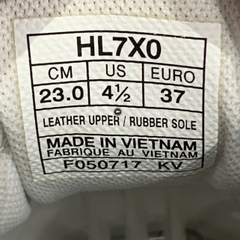 HL7X0
CM US EURO
23.0 4½ 37
LEATHER UPPER / RUBBER SOLE
MADE IN VIETNAM
FABRIQUE AU VIETNAM
F050717 KV